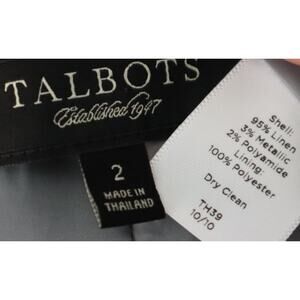 TALBOTS
Established 1947
2
MADE IN
THAILAND
Shell:
95% Linen
3% Metallic
2% Polyamide
Lining:
100% Polyester
Dry Clean
TH39
10/10